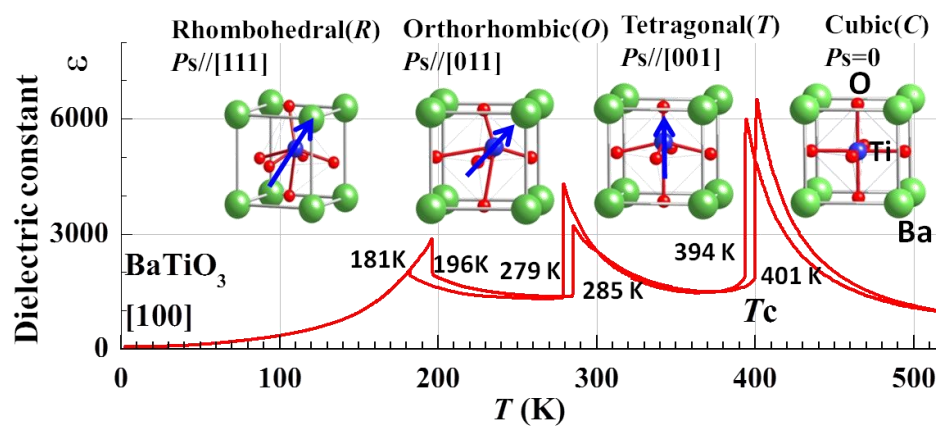 Rhombohedral(R)
Ps//[111]
Orthorhombic(O)
Ps//[011]
Tetragonal(T)
Ps//[001]
Cubic(C)
Ps=0
O
Ti
Ba
Dielectric constant ε
6000
3000
0
181K
196K
279 K
285 K
394 K
401 K
Tc
BaTiO₃
[100]
0
100
200
300
400
500
T (K)